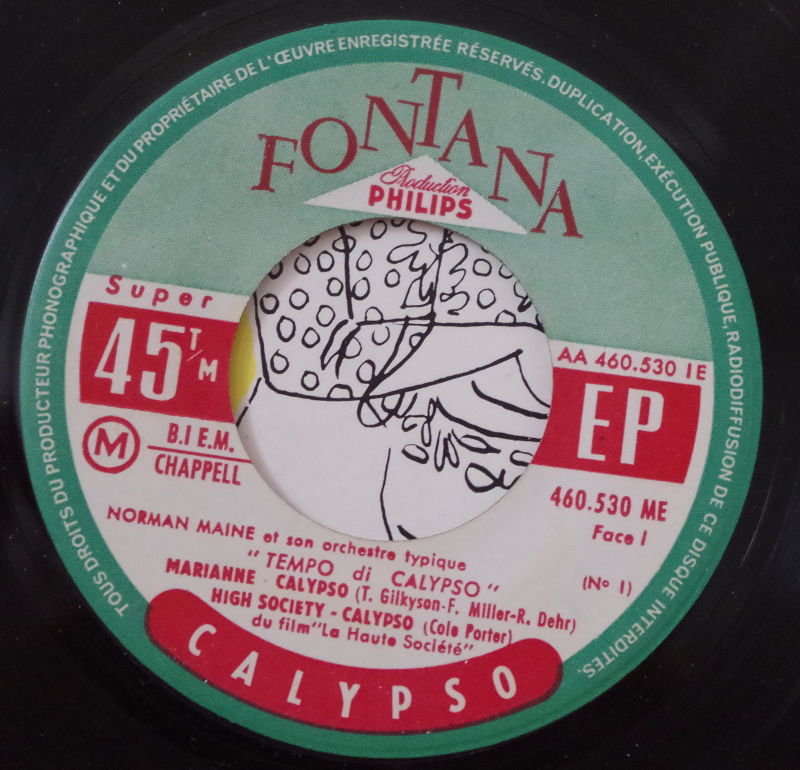 TOUS DROITS DU PRODUCTEUR PHONOGRAPHIQUE ET DU PROPRIÉTAIRE DE L'ŒUVRE ENREGISTRÉE RÉSERVÉS. DUPLICATION, EXÉCUTION PUBLIQUE, RADIODIFFUSION DE CE DISQUE INTERDITES.
FONTANA
Production
PHILIPS
Super
45 T/M
AA 460.530 1E
EP
M
B.I E.M.
CHAPPELL
460.530 ME
Face 1
(No 1)
NORMAN MAINE et son orchestre typique
"TEMPO di CALYPSO"
MARIANNE - CALYPSO (T. Gilkyson-F. Miller-R. Dehr)
HIGH SOCIETY - CALYPSO (Cole Porter)
du film "La Haute Société"
CALYPSO